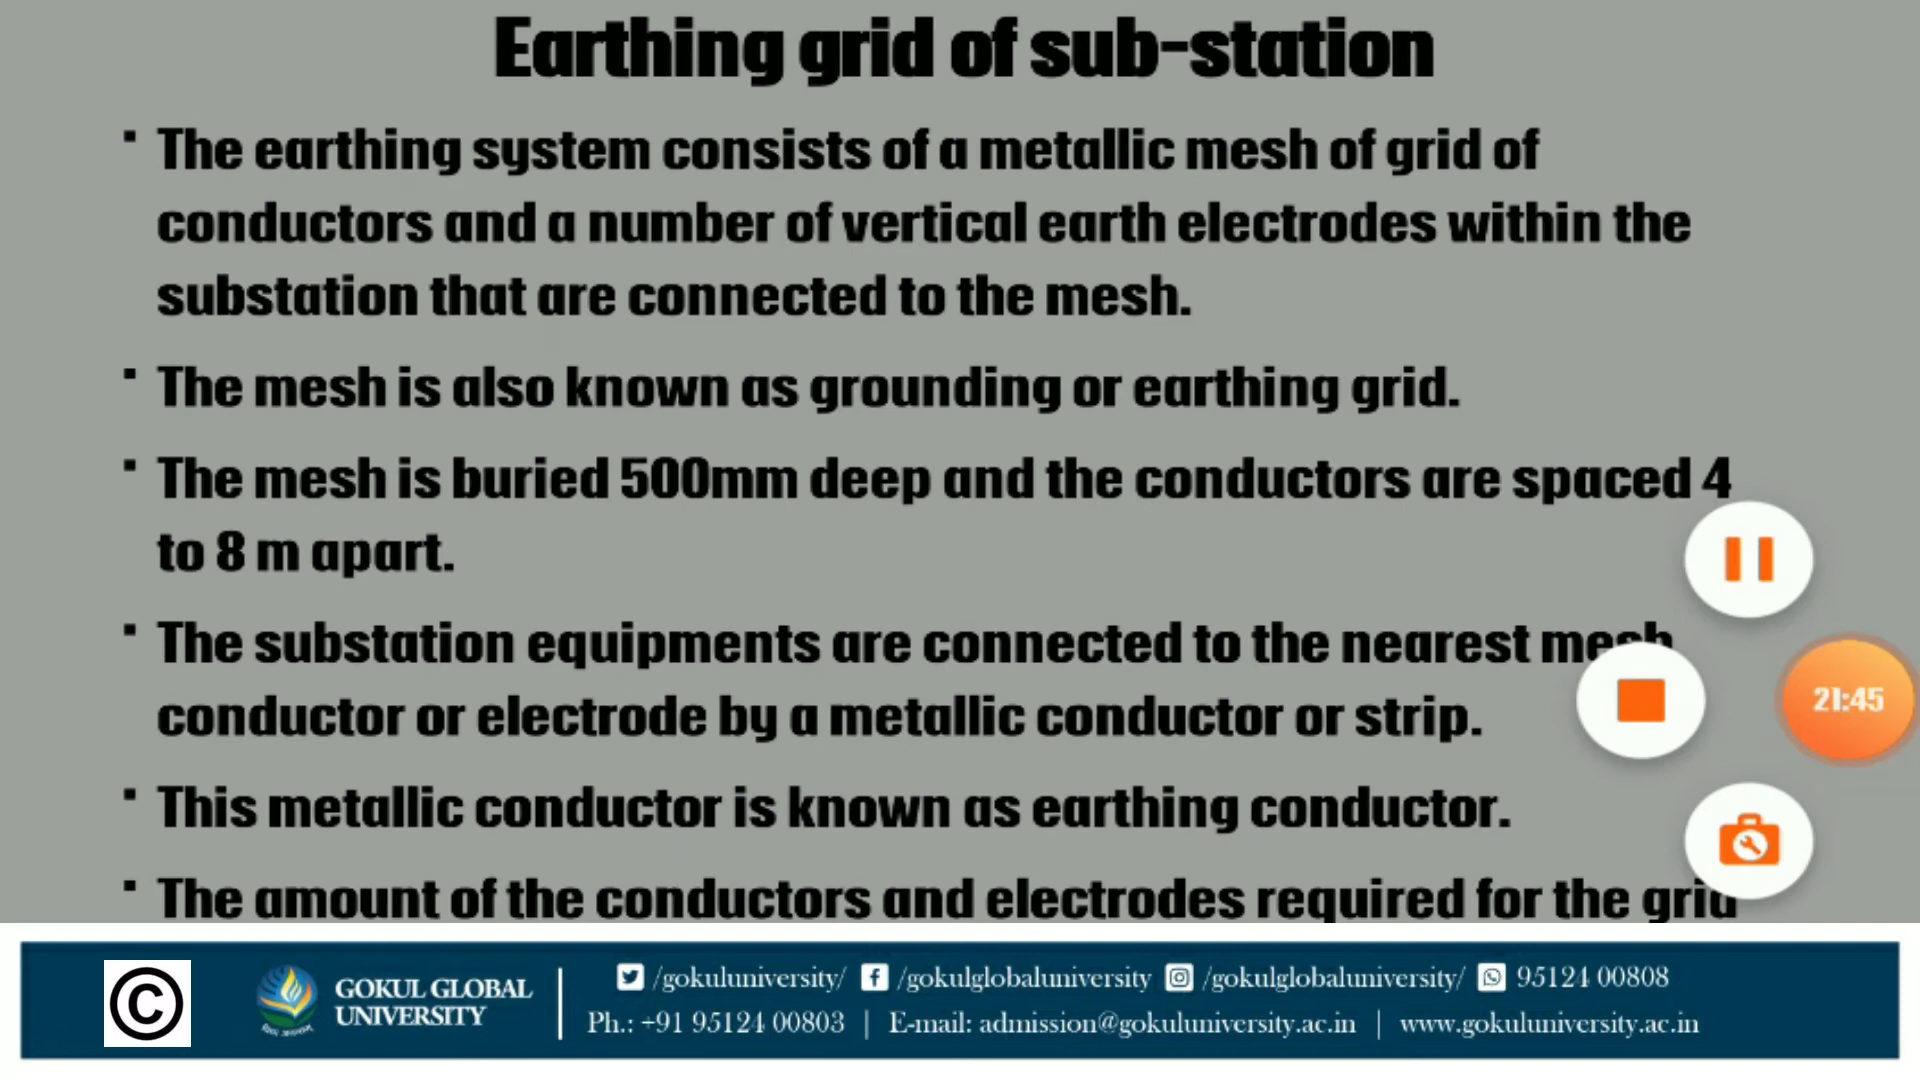 Earthing grid of sub-station
▪ The earthing system consists of a metallic mesh of grid of
conductors and a number of vertical earth electrodes within the
substation that are connected to the mesh.
▪ The mesh is also known as grounding or earthing grid.
▪ The mesh is buried 500mm deep and the conductors are spaced 4
to 8 m apart.
▪ The substation equipments are connected to the nearest mesh
conductor or electrode by a metallic conductor or strip.
21:45
▪ This metallic conductor is known as earthing conductor.
▪ The amount of the conductors and electrodes required for the grid
©
GOKUL GLOBAL
UNIVERSITY
/gokuluniversity/ /gokulglobaluniversity /gokulglobaluniversity/ 95124 00808
Ph.: +91 95124 00803 | E-mail: admission@gokuluniversity.ac.in | www.gokuluniversity.ac.in